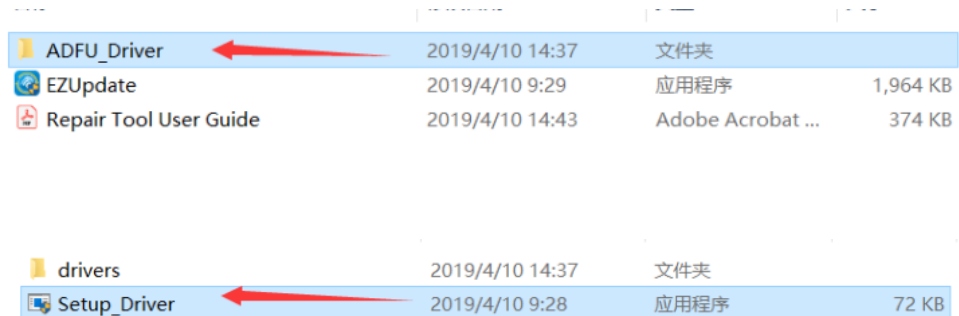 ADFU_Driver 2019/4/10 14:37 文件夹
EZUpdate 2019/4/10 9:29 应用程序 1,964 KB
Repair Tool User Guide 2019/4/10 14:43 Adobe Acrobat ... 374 KB
drivers 2019/4/10 14:37 文件夹
Setup_Driver 2019/4/10 9:28 应用程序 72 KB